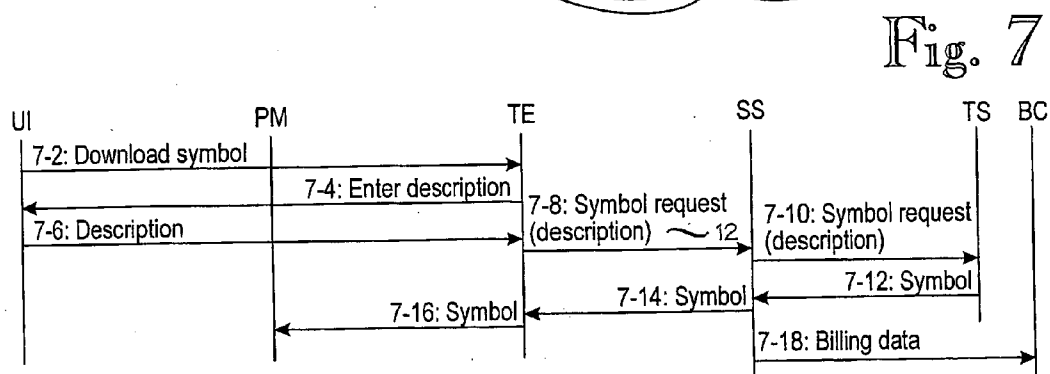 Fig. 7
UI PM TE SS TS BC
7-2: Download symbol
7-4: Enter description
7-6: Description
7-8: Symbol request
(description) 12
7-10: Symbol request
(description)
7-12: Symbol
7-14: Symbol
7-16: Symbol
7-18: Billing data